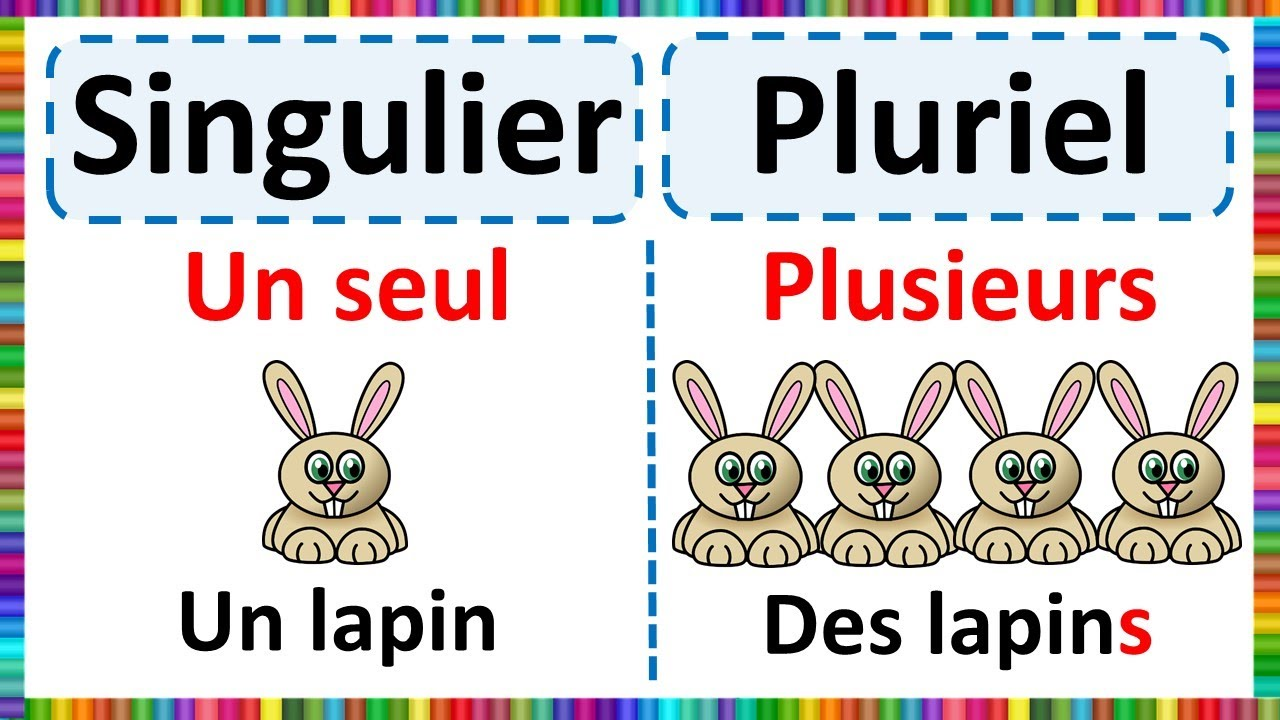 Singulier
Pluriel
Un seul
Plusieurs
Un lapin
Des lapins